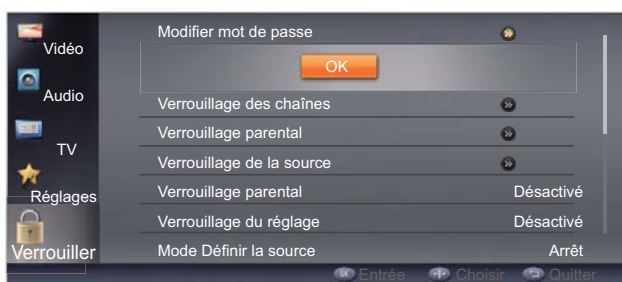 Vidéo
Audio
TV
Réglages
Verrouiller
Modifier mot de passe
OK
Verrouillage des chaînes
Verrouillage parental
Verrouillage de la source
Verrouillage parental Désactivé
Verrouillage du réglage Désactivé
Mode Définir la source Arrêt
OK Entrée Choisir Quitter